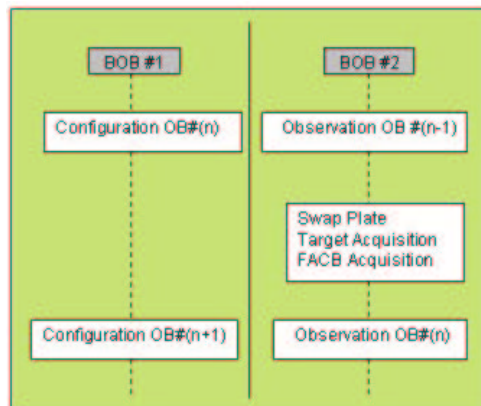 BOB #1
BOB #2
Configuration OB#(n)
Observation OB #(n-1)
Swap Plate
Target Acquisition
FACB Acquisition
Configuration OB#(n+1)
Observation OB#(n)